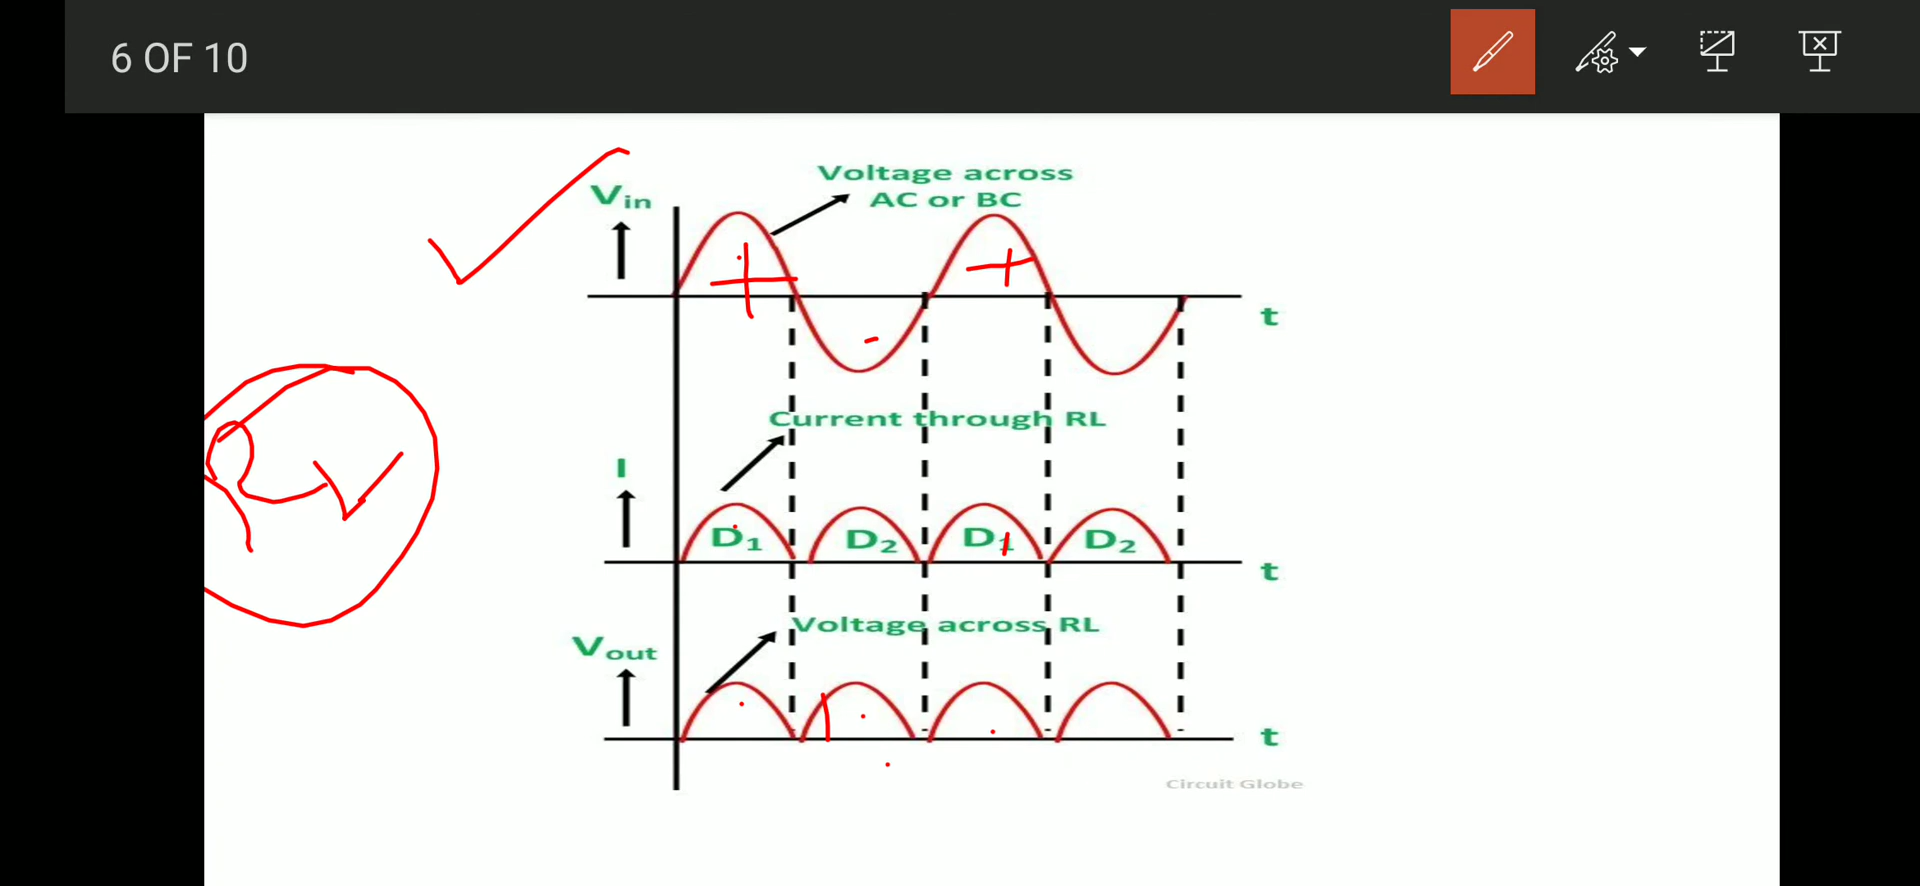 6 OF 10
Voltage across
AC or BC
Vin
t
Current through RL
I
D1 D2 D1 D2
t
Voltage across RL
Vout
t
Circuit Globe